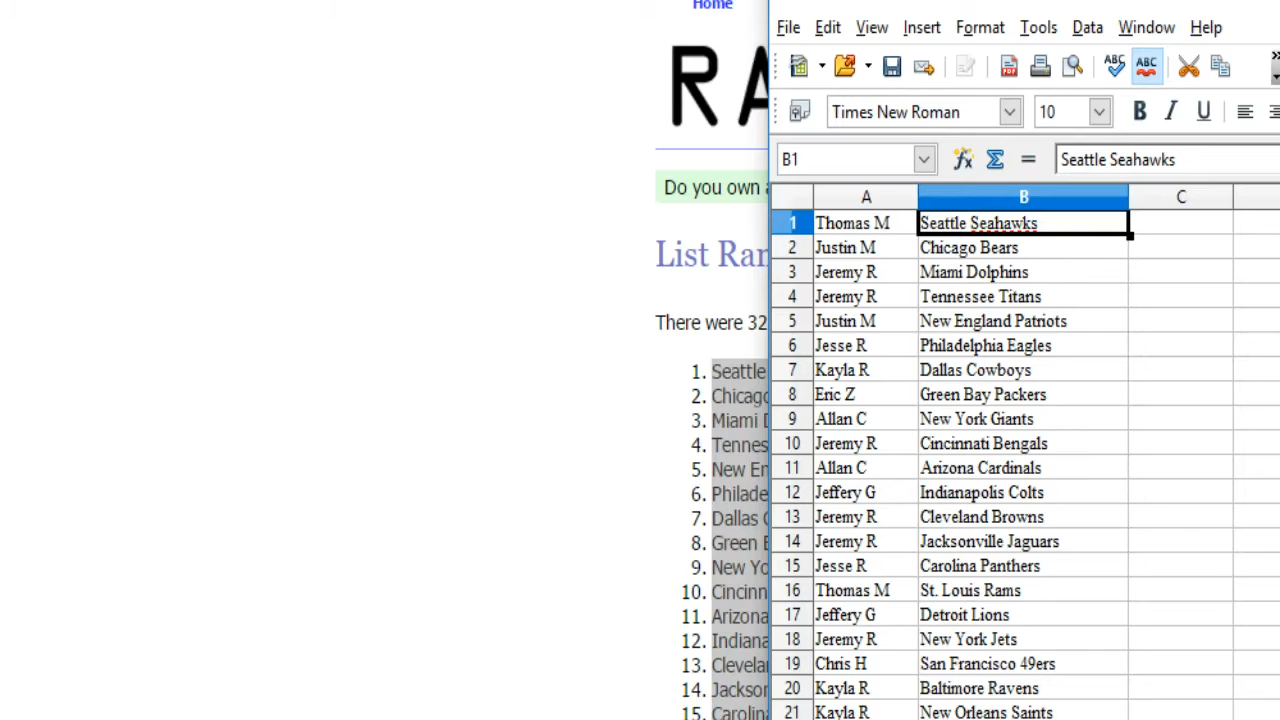 Home
RA
Do you own a
List Ran
There were 32
1. Seattle
2. Chicago
3. Miami D
4. Tennes
5. New En
6. Philade
7. Dallas C
8. Green B
9. New Yo
10. Cincinn
11. Arizona
12. Indiana
13. Clevelan
14. Jackson
15. Carolina
File Edit View Insert Format Tools Data Window Help
Times New Roman 10
B1 Seattle Seahawks
A B C
1 Thomas M Seattle Seahawks
2 Justin M Chicago Bears
3 Jeremy R Miami Dolphins
4 Jeremy R Tennessee Titans
5 Justin M New England Patriots
6 Jesse R Philadelphia Eagles
7 Kayla R Dallas Cowboys
8 Eric Z Green Bay Packers
9 Allan C New York Giants
10 Jeremy R Cincinnati Bengals
11 Allan C Arizona Cardinals
12 Jeffery G Indianapolis Colts
13 Jeremy R Cleveland Browns
14 Jeremy R Jacksonville Jaguars
15 Jesse R Carolina Panthers
16 Thomas M St. Louis Rams
17 Jeffery G Detroit Lions
18 Jeremy R New York Jets
19 Chris H San Francisco 49ers
20 Kayla R Baltimore Ravens
21 Kayla R New Orleans Saints